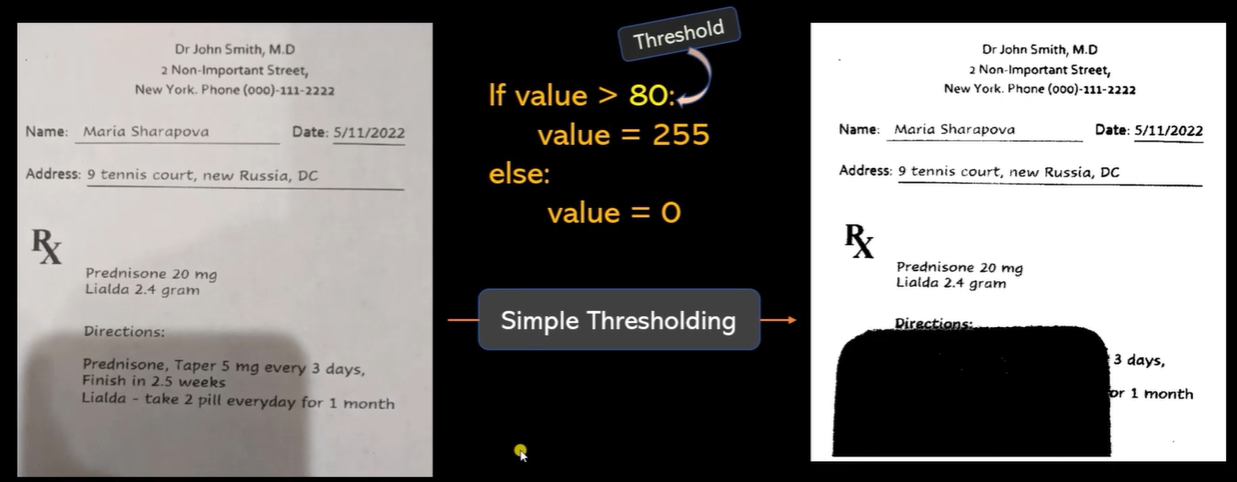 Dr John Smith, M.D
2 Non-Important Street,
New York. Phone (000)-111-2222
Name: Maria Sharapova Date: 5/11/2022
Address: 9 tennis court, new Russia, DC
Rx
Prednisone 20 mg
Lialda 2.4 gram
Directions:
Prednisone, Taper 5 mg every 3 days,
Finish in 2.5 weeks
Lialda - take 2 pill everyday for 1 month
Threshold
If value > 80:
value = 255
else:
value = 0
Simple Thresholding
Dr John Smith, M.D
2 Non-Important Street,
New York. Phone (000)-111-2222
Name: Maria Sharapova Date: 5/11/2022
Address: 9 tennis court, new Russia, DC
Rx
Prednisone 20 mg
Lialda 2.4 gram
Directions:
3 days,
or 1 month